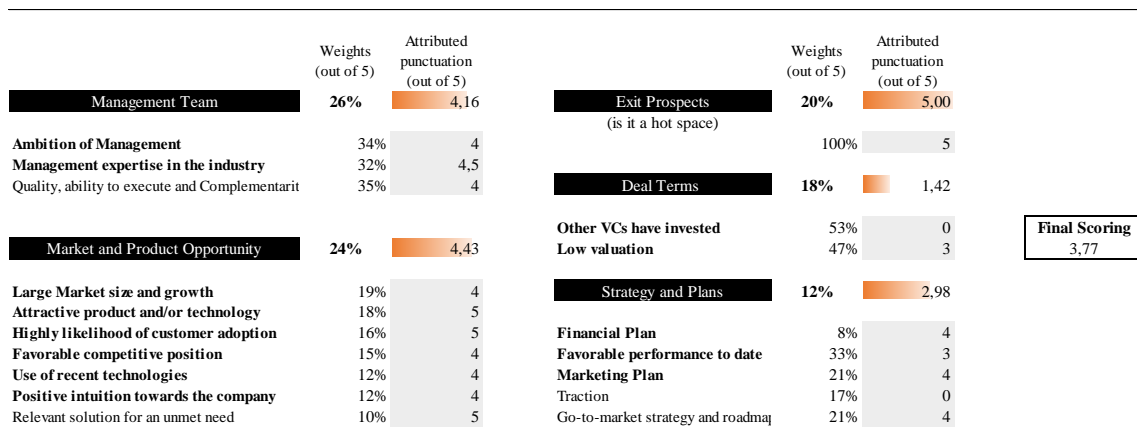 Weights
(out of 5)
Attributed
punctuation
(out of 5)
Management Team 26% 4,16
Ambition of Management 34% 4
Management expertise in the industry 32% 4,5
Quality, ability to execute and Complementarit 35% 4
Market and Product Opportunity 24% 4,43
Large Market size and growth 19% 4
Attractive product and/or technology 18% 5
Highly likelihood of customer adoption 16% 5
Favorable competitive position 15% 4
Use of recent technologies 12% 4
Positive intuition towards the company 12% 4
Relevant solution for an unmet need 10% 5
Weights
(out of 5)
Attributed
punctuation
(out of 5)
Exit Prospects 20% 5,00
(is it a hot space)
100% 5
Deal Terms 18% 1,42
Other VCs have invested 53% 0
Low valuation 47% 3
Strategy and Plans 12% 2,98
Financial Plan 8% 4
Favorable performance to date 33% 3
Marketing Plan 21% 4
Traction 17% 0
Go-to-market strategy and roadmap 21% 4
Final Scoring
3,77